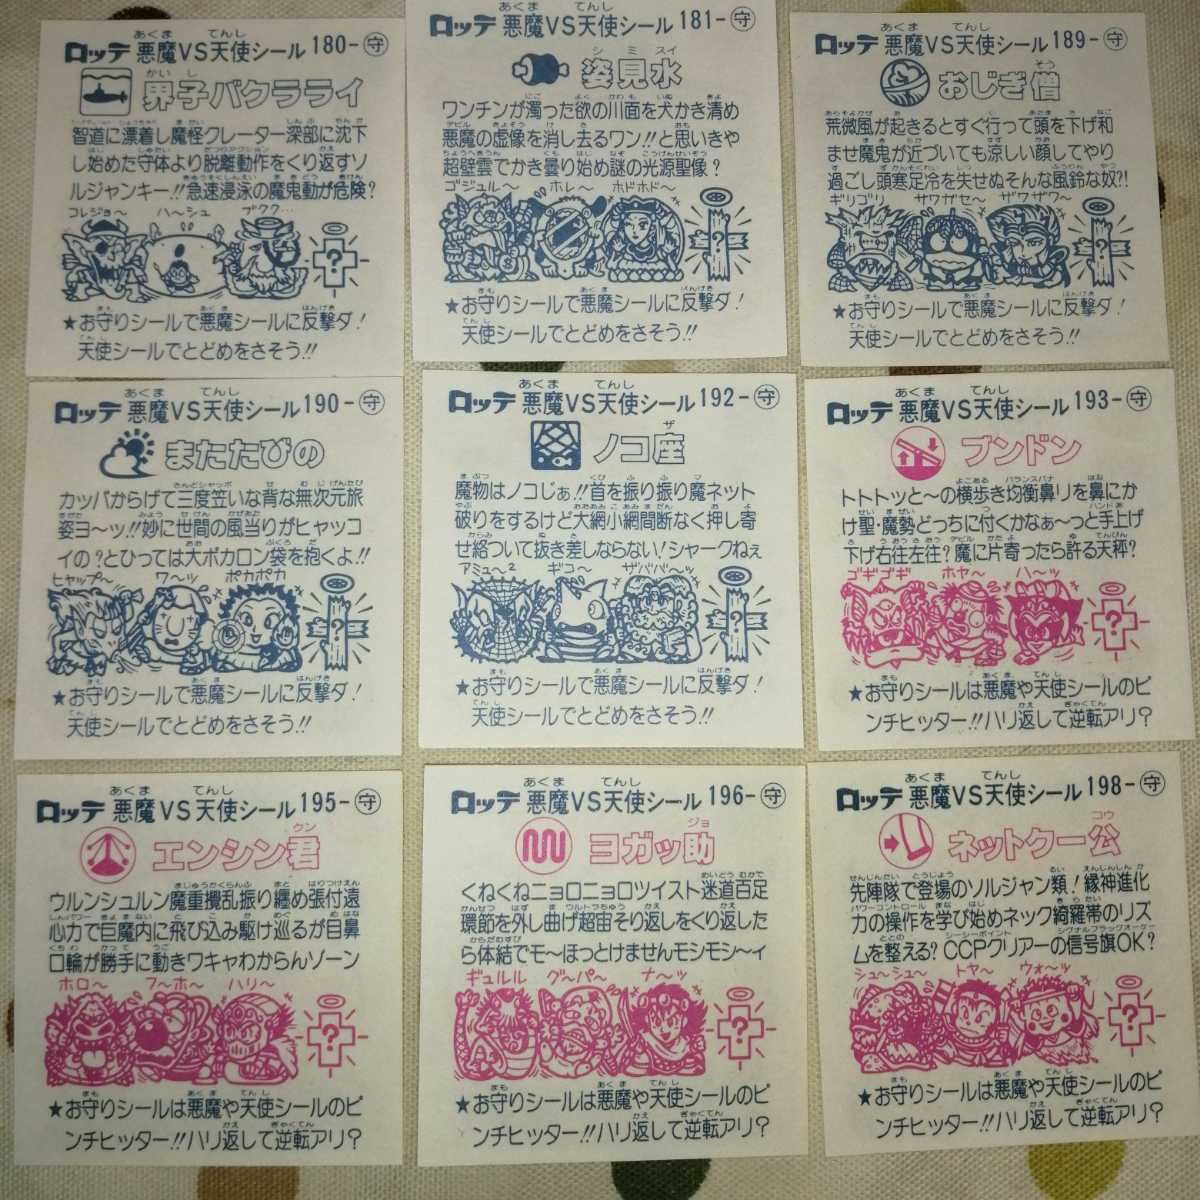 ロッテ 悪魔VS天使シール 180-守
界子バクラライ
智道に漂着し魔怪クレーター深部に沈下
し始めた守体より脱離動作をくり返すソ
ルジャンキー!!急速浸泳の魔鬼動が危険?
コレジョ〜 ハ〜シュ ブクク…
★お守りシールで悪魔シールに反撃ダ!
天使シールでとどめをさそう!!
ロッテ 悪魔VS天使シール 181-守
姿見水
ワンチンが濁った欲の川面を犬かき清め
悪魔の虚像を消し去るワン!!と思いきや
超壁雲でかき曇り始め謎の光源聖像?
ゴジュル〜 ホレ〜 ホドホド〜
★お守りシールで悪魔シールに反撃ダ!
天使シールでとどめをさそう!!
ロッテ 悪魔VS天使シール 189-守
おじぎ僧
荒微風が起きるとすぐ行って頭を下げ和
ませ魔鬼が近づいても涼しい顔してやり
過ごし頭寒足冷を失せぬそんな風鈴な奴?!
ギリゴリ サワザセ〜 ザワザワ〜
★お守りシールで悪魔シールに反撃ダ!
天使シールでとどめをさそう!!
ロッテ 悪魔VS天使シール 190-守
またたびの
カッパからげて三度笠いな背な無次元旅
姿ヨ〜ッ!!妙に世間の風当りがヒャッコ
イの?とひっては大ボカロン袋を抱くよ!!
ヒャップ〜 ワ〜ッ ポカポカ
★お守りシールで悪魔シールに反撃ダ!
天使シールでとどめをさそう!!
ロッテ 悪魔VS天使シール 192-守
ノコ座
魔物はノコじぁ!!首を振り振り魔ネット
破りをするけど大網小網間断なく押し寄
せ絡ついて抜き差しならない!シャークねぇ
アミュ〜² ギコ〜 ザババ〜ッ
★お守りシールで悪魔シールに反撃ダ!
天使シールでとどめをさそう!!
ロッテ 悪魔VS天使シール 193-守
ブンドン
トトトッと〜の横歩き均衡鼻リを鼻にか
け聖・魔勢どっちに付くかなぁ〜っと手上げ
下げ右往左往?魔に片寄ったら許る天秤?
ゴギゴギ ホヤ〜 ハ〜ッ
★お守りシールは悪魔や天使シールのピ
ンチヒッター!!ハリ返して逆転アリ?
ロッテ 悪魔VS天使シール 195-守
エンシン君
ウルンシュルン魔重攪乱振り纏め張付遠
心力で巨魔内に飛び込み駆け巡るが目鼻
口輪が勝手に動きワキャわからんゾーン
ホロ〜 フ〜ホ〜 ハリ〜
★お守りシールは悪魔や天使シールのピ
ンチヒッター!!ハリ返して逆転アリ?
ロッテ 悪魔VS天使シール 196-守
ヨガッ助
くねくねニョロニョロツイスト迷道百足
環節を外し曲げ超宙そり返しをくり返した
ら体結でモ〜ほっとけませんモシモシ〜ィ
ギュルル グ〜パ〜 ナ〜ッ
★お守りシールは悪魔や天使シールのピ
ンチヒッター!!ハリ返して逆転アリ?
ロッテ 悪魔VS天使シール 198-守
ネットクー公
先陣隊で登場のソルジャン類!縁神進化
力の操作を学び始めネック綺羅帯のリズ
ムを整える?CCPクリアーの信号旗OK?
シュ〜シュ〜 トヤ〜 ウォ〜ッ
★お守りシールは悪魔や天使シールのピ
ンチヒッター!!ハリ返して逆転アリ?